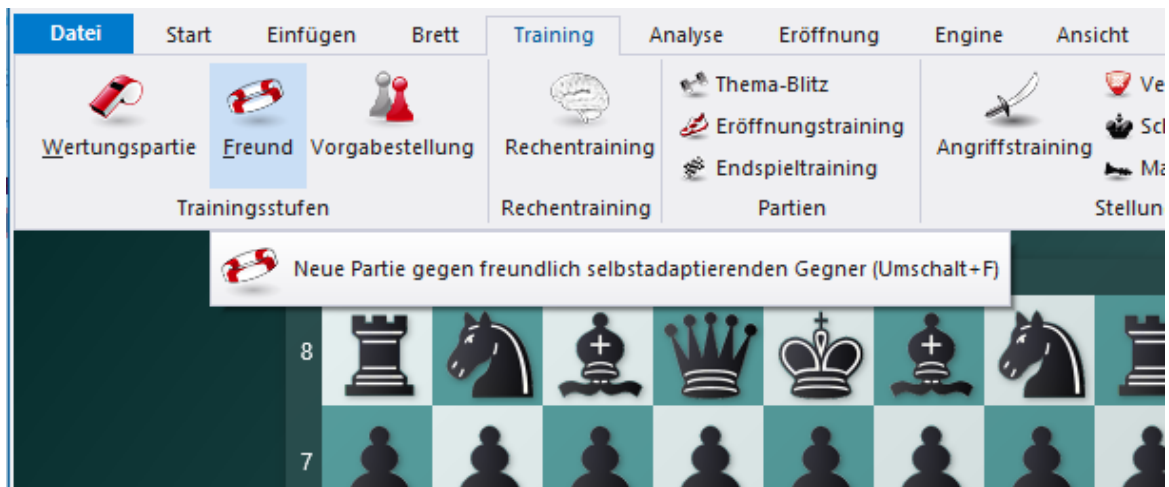 Datei Start Einfügen Brett Training Analyse Eröffnung Engine Ansicht
Wertungspartie Freund Vorgabestellung
Trainingsstufen
Rechentraining
Rechentraining
Thema-Blitz
Eröffnungstraining
Endspieltraining
Partien
Angriffstraining
Neue Partie gegen freundlich selbstadaptierenden Gegner (Umschalt+F)
8
7